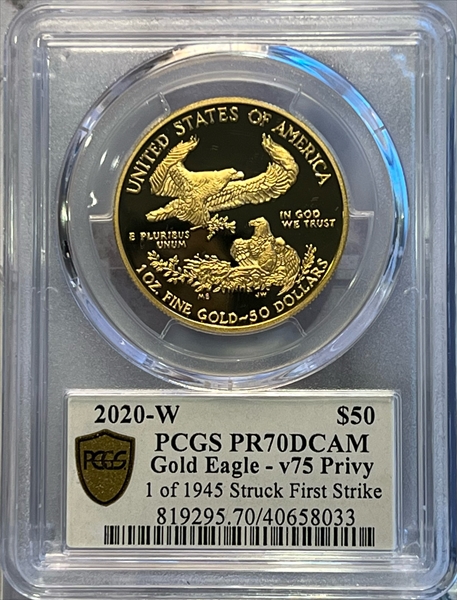 UNITED STATES OF AMERICA
IN GOD
WE TRUST
E PLURIBUS
UNUM
MB JW
1 OZ. FINE GOLD~50 DOLLARS
2020-W $50
PCGS PR70DCAM
Gold Eagle - v75 Privy
1 of 1945 Struck First Strike
819295.70/40658033
PCGS